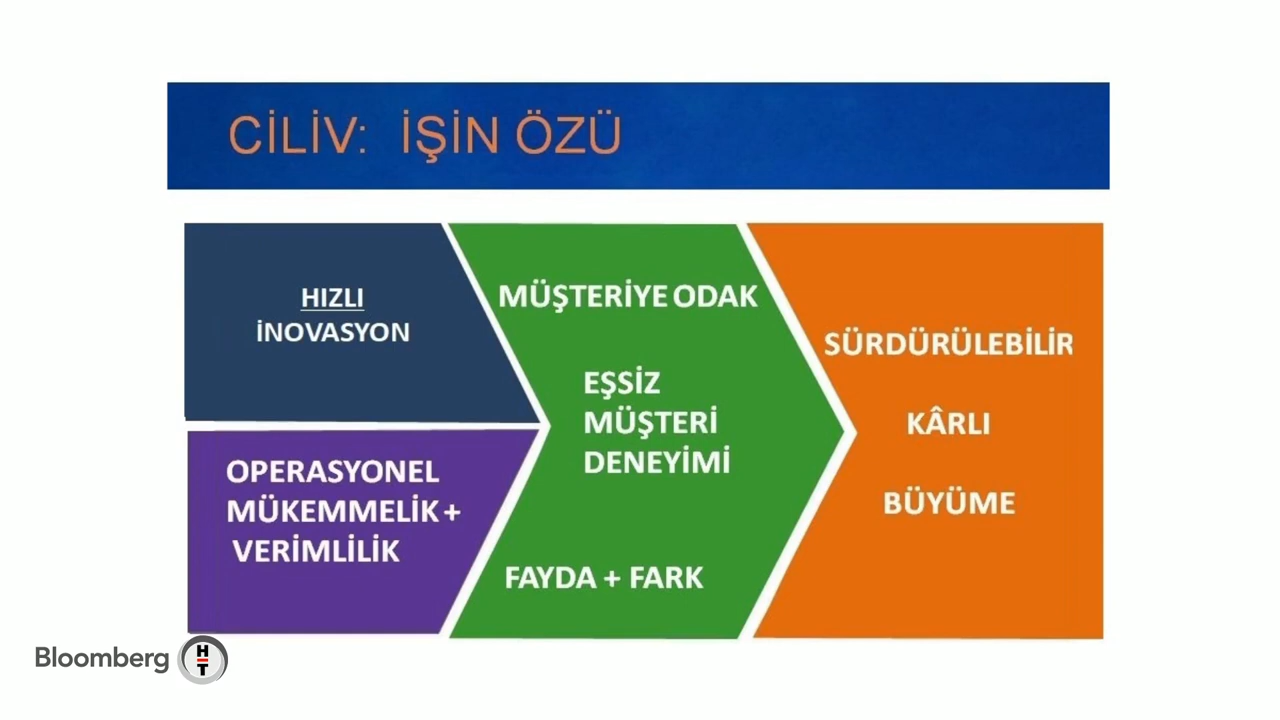 CİLİV: İŞİN ÖZÜ
HIZLI
İNOVASYON
OPERASYONEL
MÜKEMMELİK +
VERİMLİLİK
MÜŞTERİYE ODAK
EŞSİZ
MÜŞTERİ
DENEYİMİ
FAYDA + FARK
SÜRDÜRÜLEBİLİR
KÂRLI
BÜYÜME
Bloomberg HT